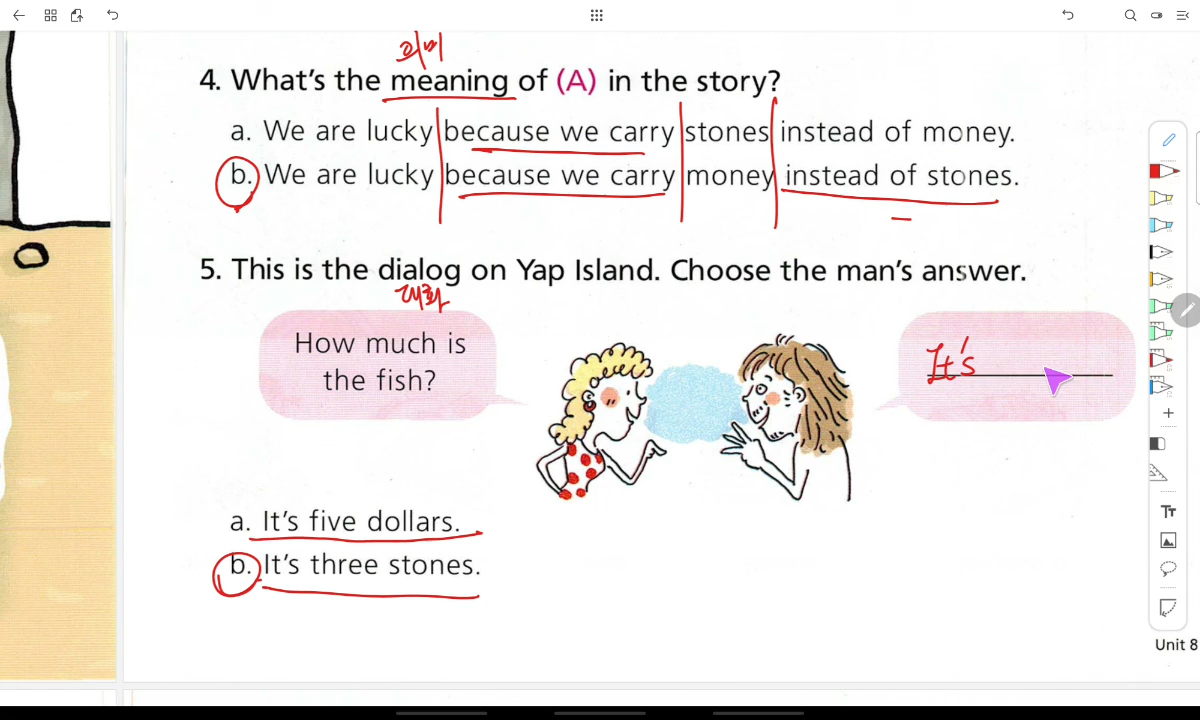 의미
4. What's the meaning of (A) in the story?
a. We are lucky because we carry stones instead of money.
b. We are lucky because we carry money instead of stones.
5. This is the dialog on Yap Island. Choose the man's answer.
대화
How much is
the fish?
It's
a. It's five dollars.
b. It's three stones.
Tт
Unit 8